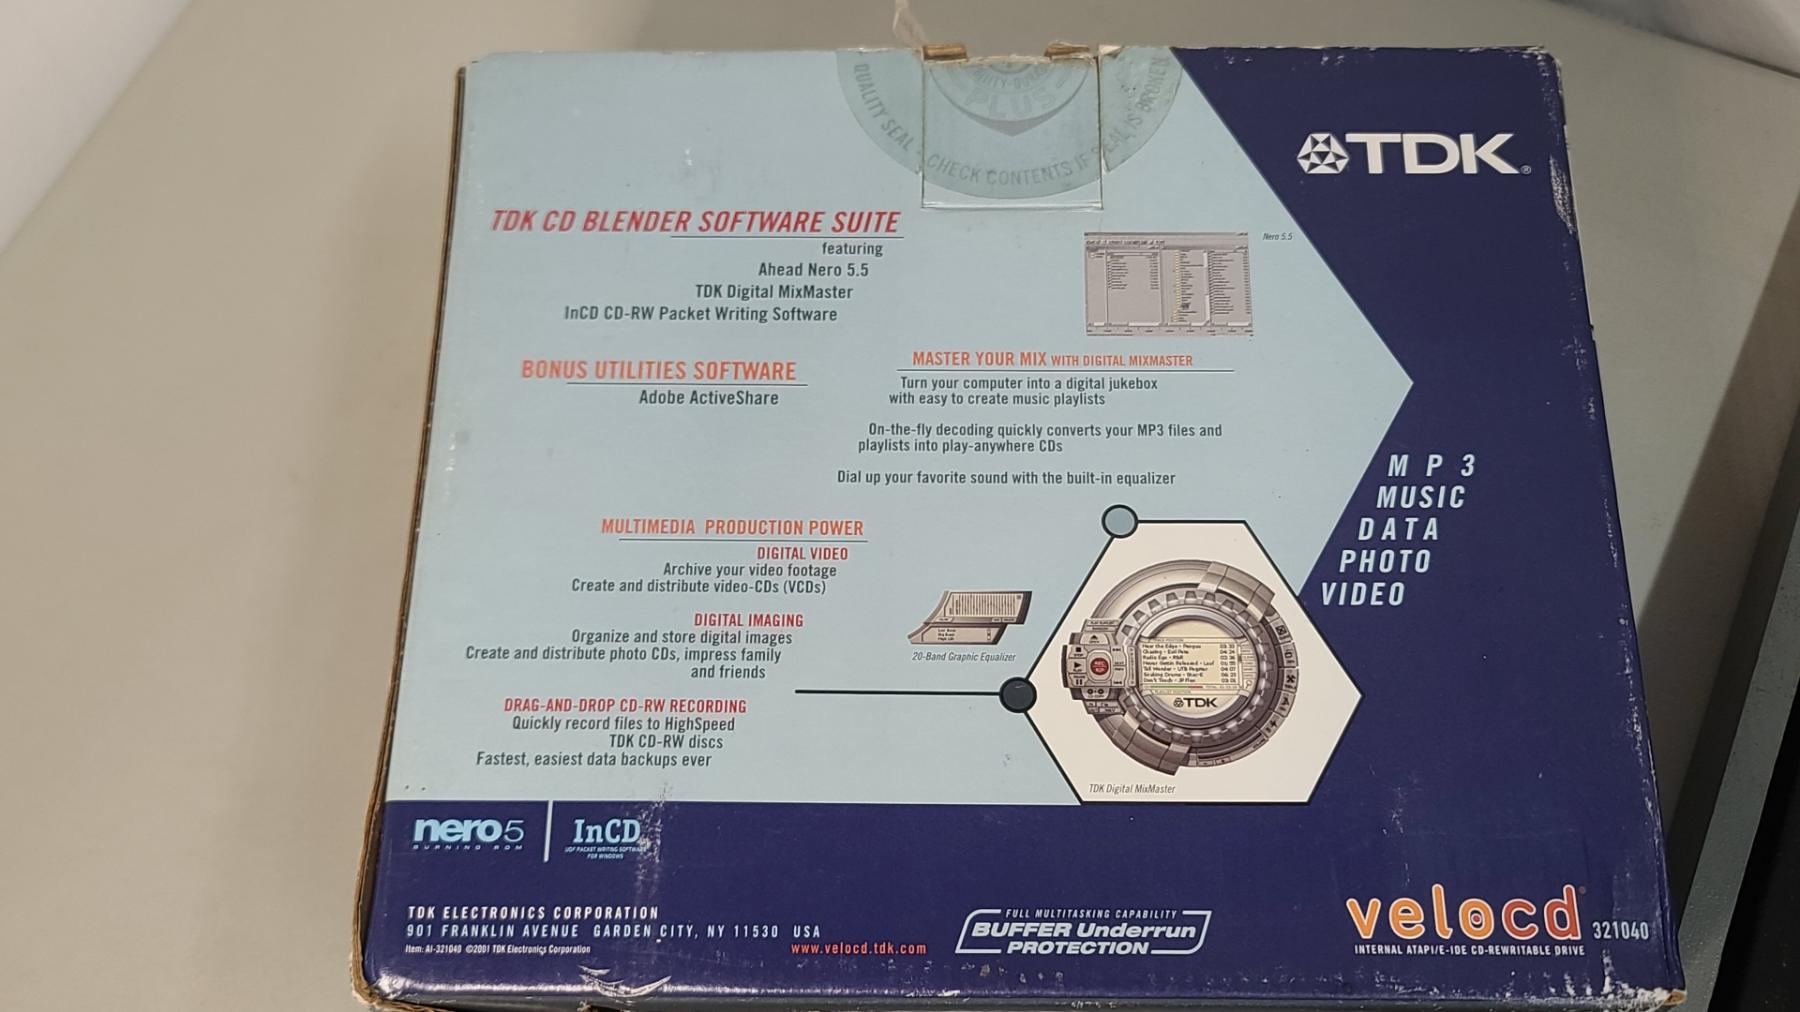 QUALITY SEAL - CHECK CONTENTS IF SEAL IS BROKEN
PLUS
TDK
TDK CD BLENDER SOFTWARE SUITE
featuring
Ahead Nero 5.5
TDK Digital MixMaster
InCD CD-RW Packet Writing Software
Nero 5.5
BONUS UTILITIES SOFTWARE
Adobe ActiveShare
MASTER YOUR MIX WITH DIGITAL MIXMASTER
Turn your computer into a digital jukebox
with easy to create music playlists
On-the-fly decoding quickly converts your MP3 files and
playlists into play-anywhere CDs
Dial up your favorite sound with the built-in equalizer
MP3
MUSIC
DATA
PHOTO
VIDEO
MULTIMEDIA PRODUCTION POWER
DIGITAL VIDEO
Archive your video footage
Create and distribute video-CDs (VCDs)
DIGITAL IMAGING
Organize and store digital images
Create and distribute photo CDs, impress family
and friends
DRAG-AND-DROP CD-RW RECORDING
Quickly record files to HighSpeed
TDK CD-RW discs
Fastest, easiest data backups ever
20-Band Graphic Equalizer
TDK
TDK Digital MixMaster
nero 5
BURNING ROM
InCD
UDF PACKET WRITING SOFTWARE
FOR WINDOWS
TDK ELECTRONICS CORPORATION
901 FRANKLIN AVENUE GARDEN CITY, NY 11530 USA
Item: AI-321040 ©2001 TDK Electronics Corporation
www.velocd.tdk.com
FULL MULTITASKING CAPABILITY
BUFFER Underrun
PROTECTION
velocd 321040
INTERNAL ATAPI/E-IDE CD-REWRITABLE DRIVE